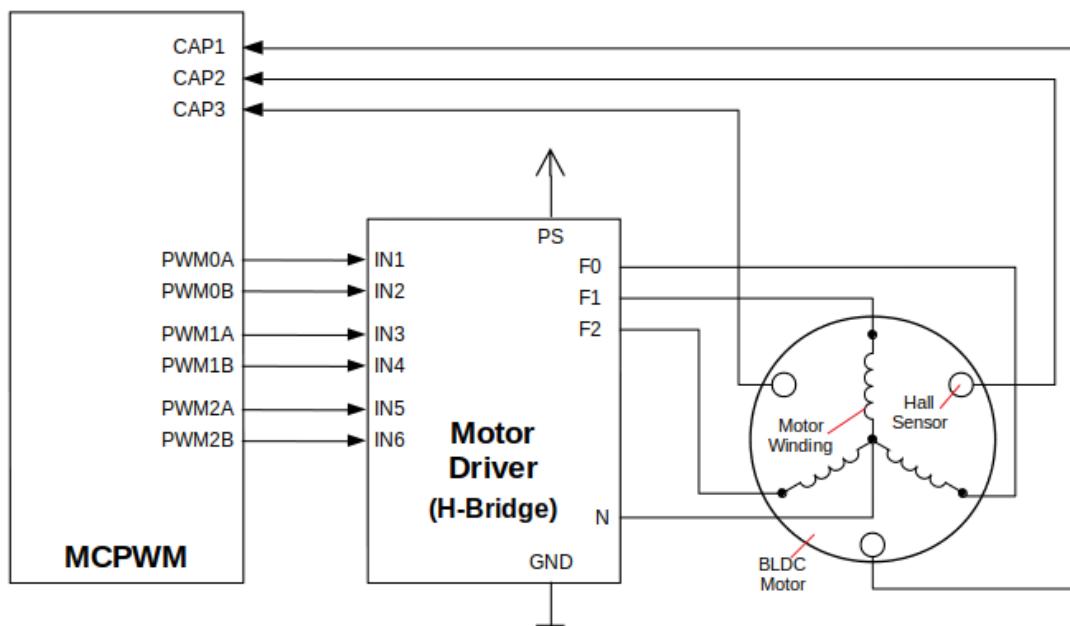 CAP1
CAP2
CAP3
PWM0A
PWM0B
PWM1A
PWM1B
PWM2A
PWM2B
MCPWM
PS
IN1
IN2
IN3
IN4
IN5
IN6
F0
F1
F2
Motor
Driver
(H-Bridge)
N
GND
Motor
Winding
Hall
Sensor
BLDC
Motor